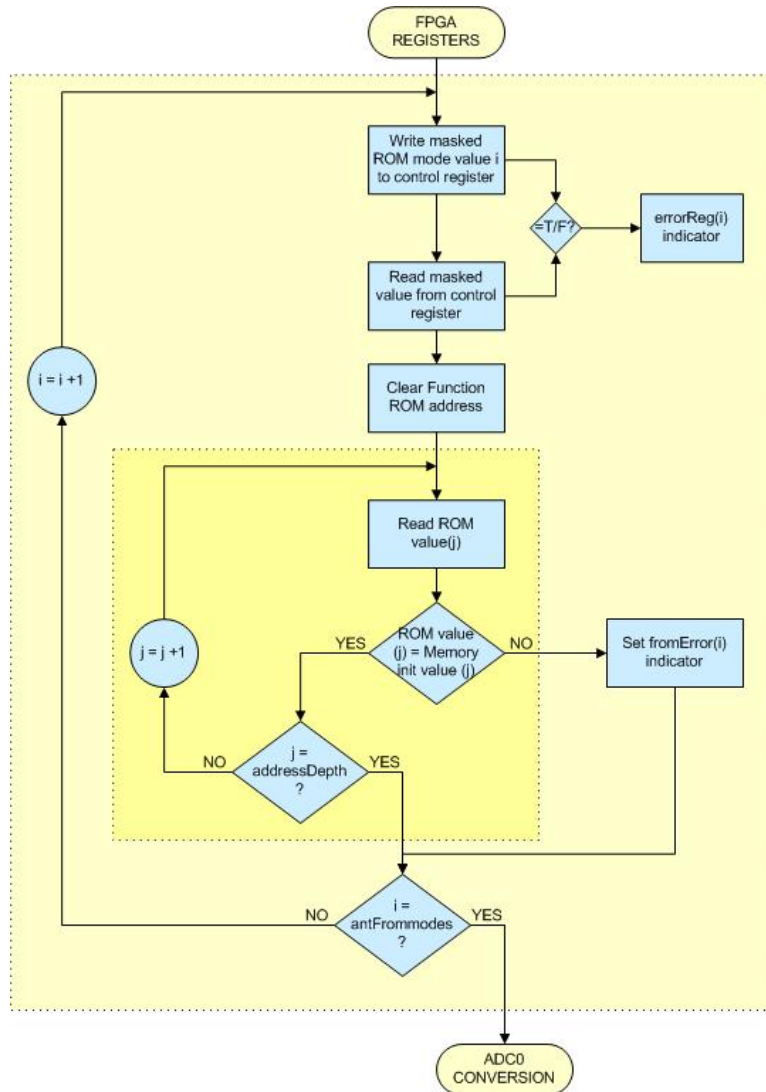 FPGA
REGISTERS
Write masked
ROM mode value i
to control register
=T/F?
errorReg(i)
indicator
Read masked
value from control
register
i = i +1
Clear Function
ROM address
Read ROM
value(j)
ROM value
(j) = Memory
init value (j)
YES
NO
Set fromError(i)
indicator
j = j +1
j =
addressDepth
?
NO
YES
i =
antFrommodes
?
NO
YES
ADC0
CONVERSION